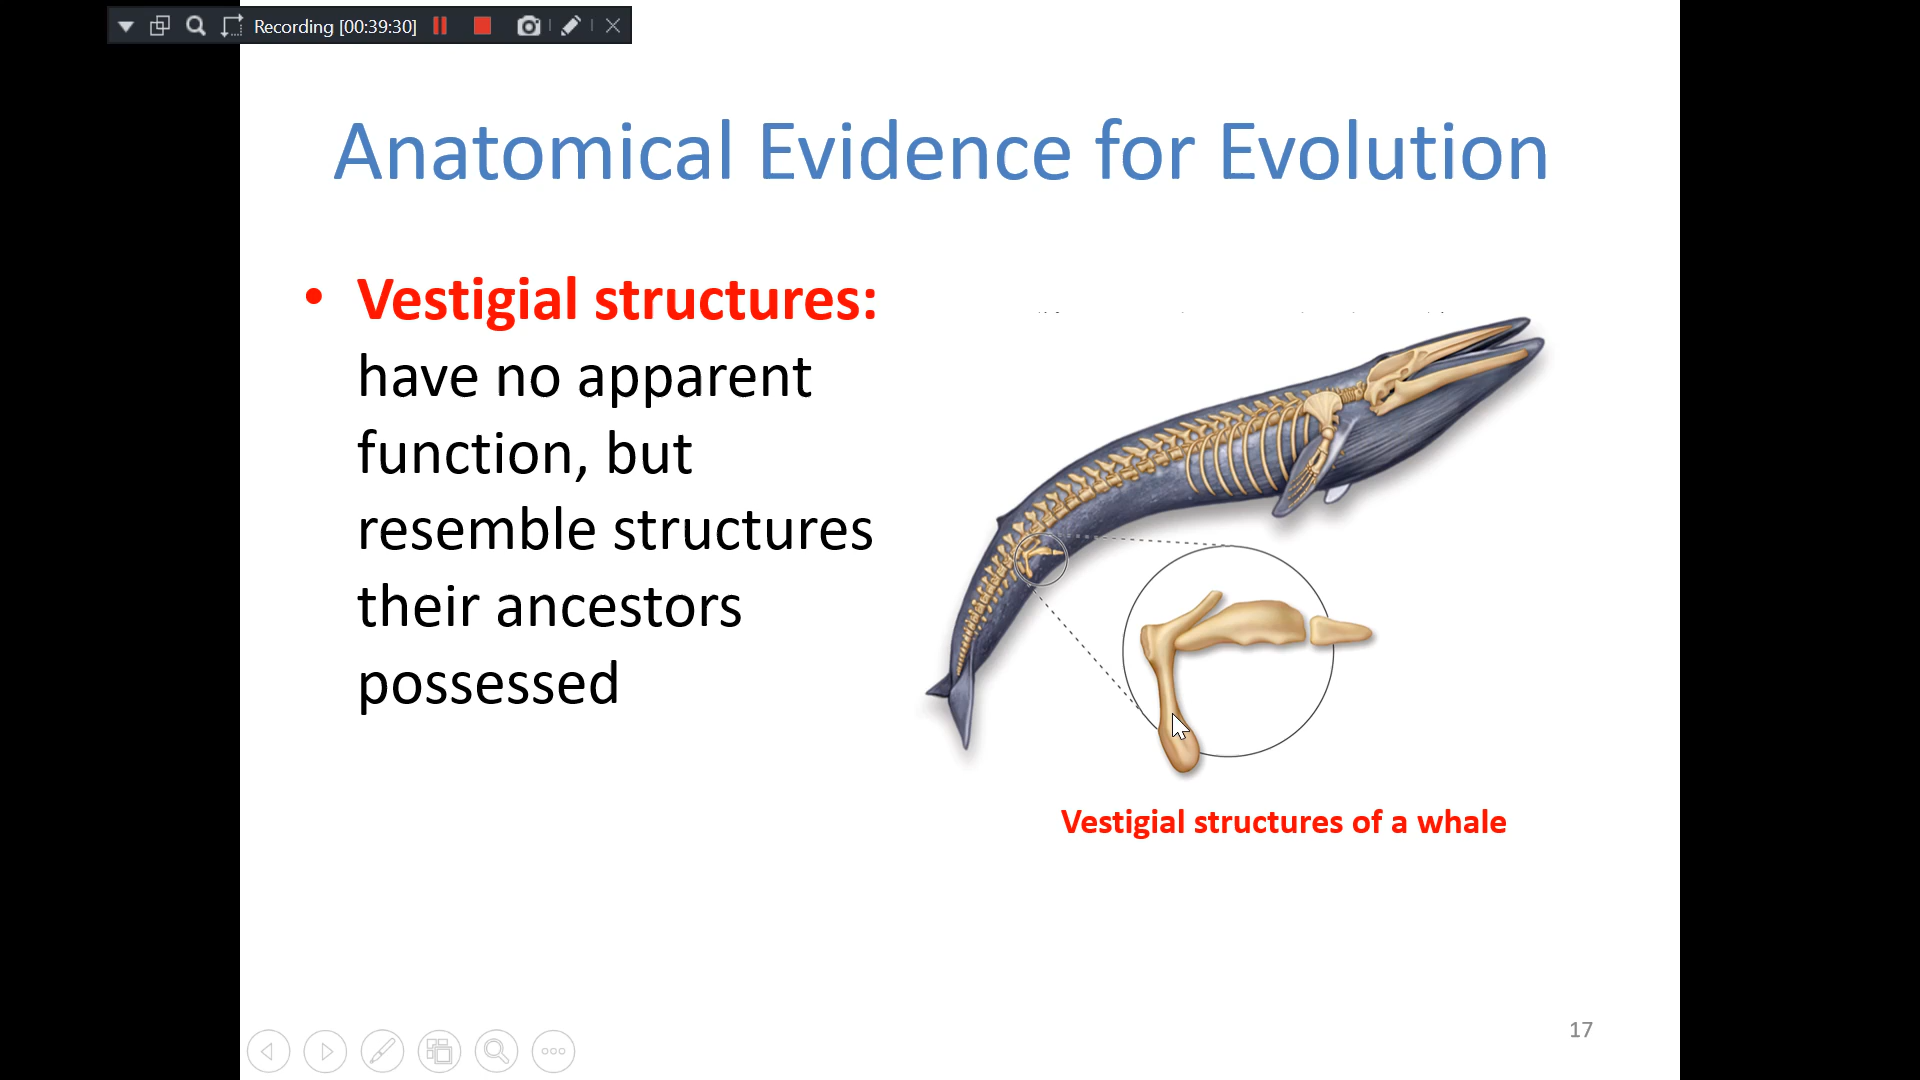 Recording [00:39:30]
Anatomical Evidence for Evolution
• Vestigial structures:
have no apparent
function, but
resemble structures
their ancestors
possessed
Vestigial structures of a whale
17